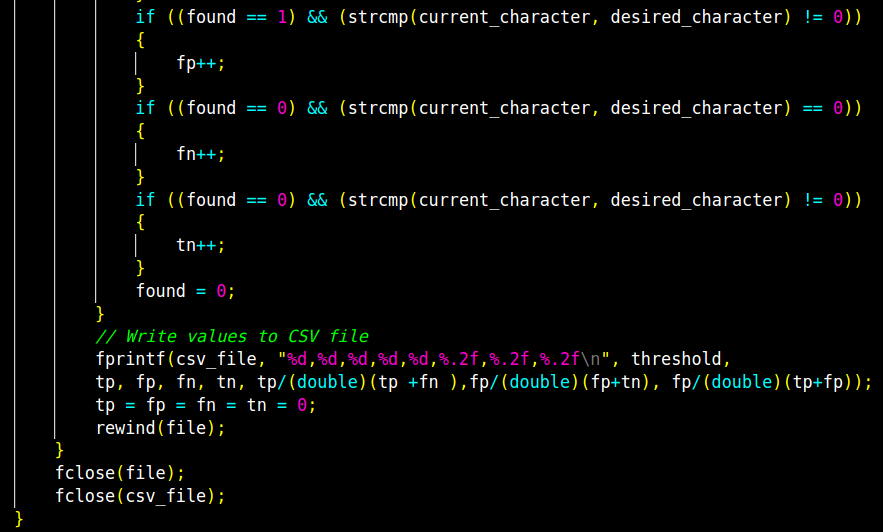 }
if ((found == 1) && (strcmp(current_character, desired_character) != 0))
{
fp++;
}
if ((found == 0) && (strcmp(current_character, desired_character) == 0))
{
fn++;
}
if ((found == 0) && (strcmp(current_character, desired_character) != 0))
{
tn++;
}
found = 0;
}
// Write values to CSV file
fprintf(csv_file, "%d,%d,%d,%d,%d,%.2f,%.2f,%.2f\n", threshold,
tp, fp, fn, tn, tp/(double)(tp +fn ),fp/(double)(fp+tn), fp/(double)(tp+fp));
tp = fp = fn = tn = 0;
rewind(file);
}
fclose(file);
fclose(csv_file);
}